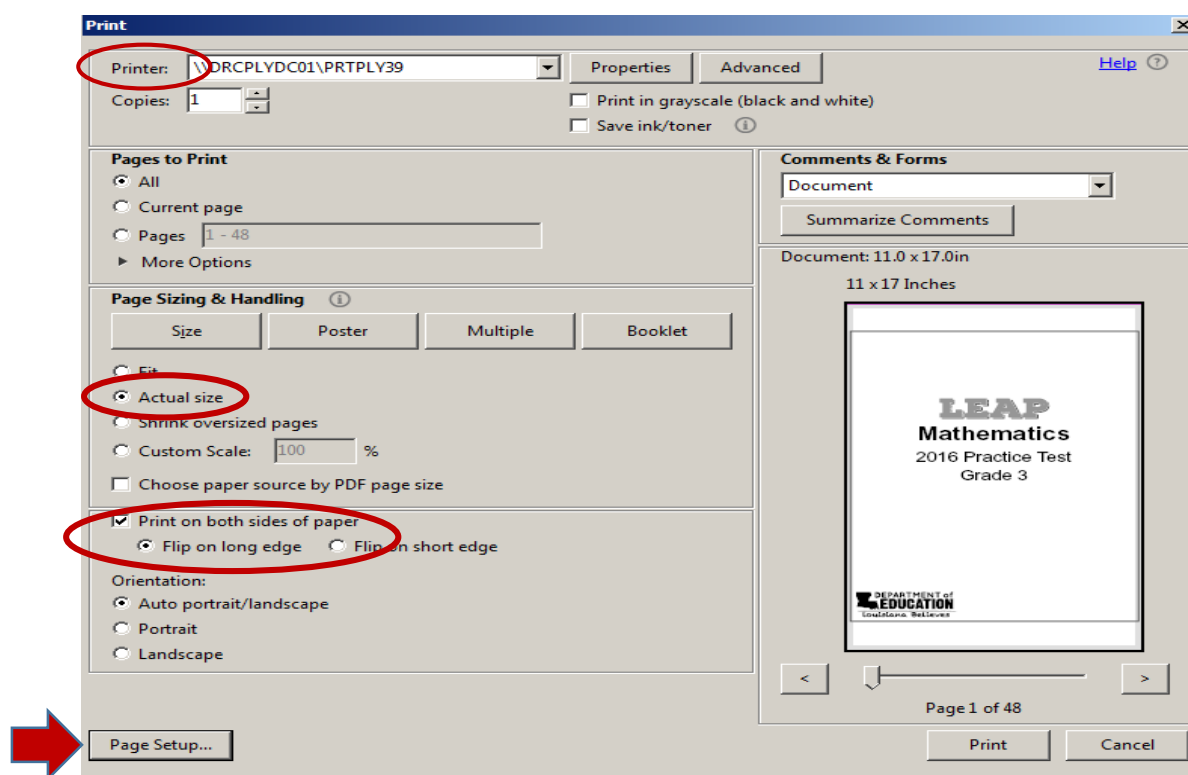 Print
Printer: \\DRCPLYDC01\PRTPLY39 Properties Advanced Help
Copies: 1 Print in grayscale (black and white)
Save ink/toner
Pages to Print
All
Current page
Pages 1 - 48
More Options
Comments & Forms
Document
Summarize Comments
Page Sizing & Handling
Size Poster Multiple Booklet
Fit
Actual size
Shrink oversized pages
Custom Scale: 100 %
Choose paper source by PDF page size
Print on both sides of paper
Flip on long edge Flip on short edge
Orientation:
Auto portrait/landscape
Portrait
Landscape
Document: 11.0 x 17.0in
11 x 17 Inches
LEAP
Mathematics
2016 Practice Test
Grade 3
DEPARTMENT of
EDUCATION
Louisiana Believes
< >
Page 1 of 48
Page Setup... Print Cancel